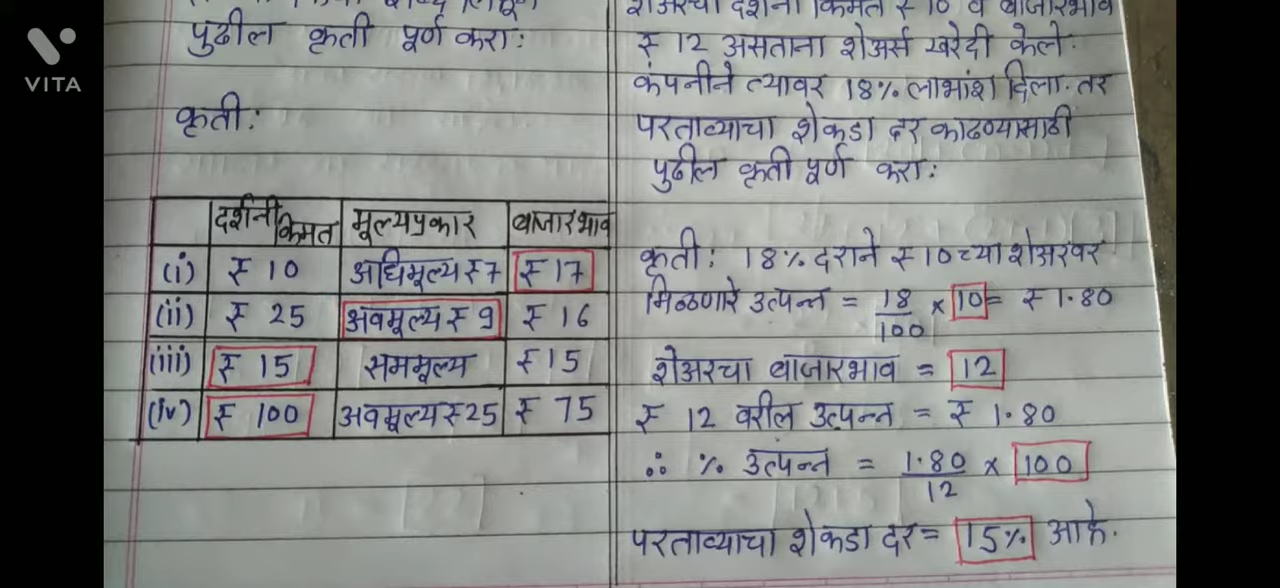 VITA
पुढील कृती पूर्ण करा:
कृती:
दर्शनी किंमत मूल्यप्रकार बाजारभाव
(i) ₹ 10 अधिमूल्य ₹ 7 ₹ 17
(ii) ₹ 25 अवमूल्य ₹ 9 ₹ 16
(iii) ₹ 15 सममूल्य ₹ 15
(iv) ₹ 100 अवमूल्य ₹ 25 ₹ 75
शेअरचा दर्शनी किंमत ₹ 10 व बाजारभाव
₹ 12 असताना शेअर्स खरेदी केले.
कंपनीने त्यावर 18% लाभांश दिला. तर
परताव्याचा शेकडा दर काढण्यासाठी
पुढील कृती पूर्ण करा:
कृती: 18% दराने ₹ 10 च्या शेअरवर
मिळणारे उत्पन्न = 18/100 × 10 = ₹ 1.80
शेअरचा बाजारभाव = 12
₹ 12 वरील उत्पन्न = ₹ 1.80
∴ % उत्पन्न = 1.80/12 × 100
परताव्याचा शेकडा दर = 15% आहे.